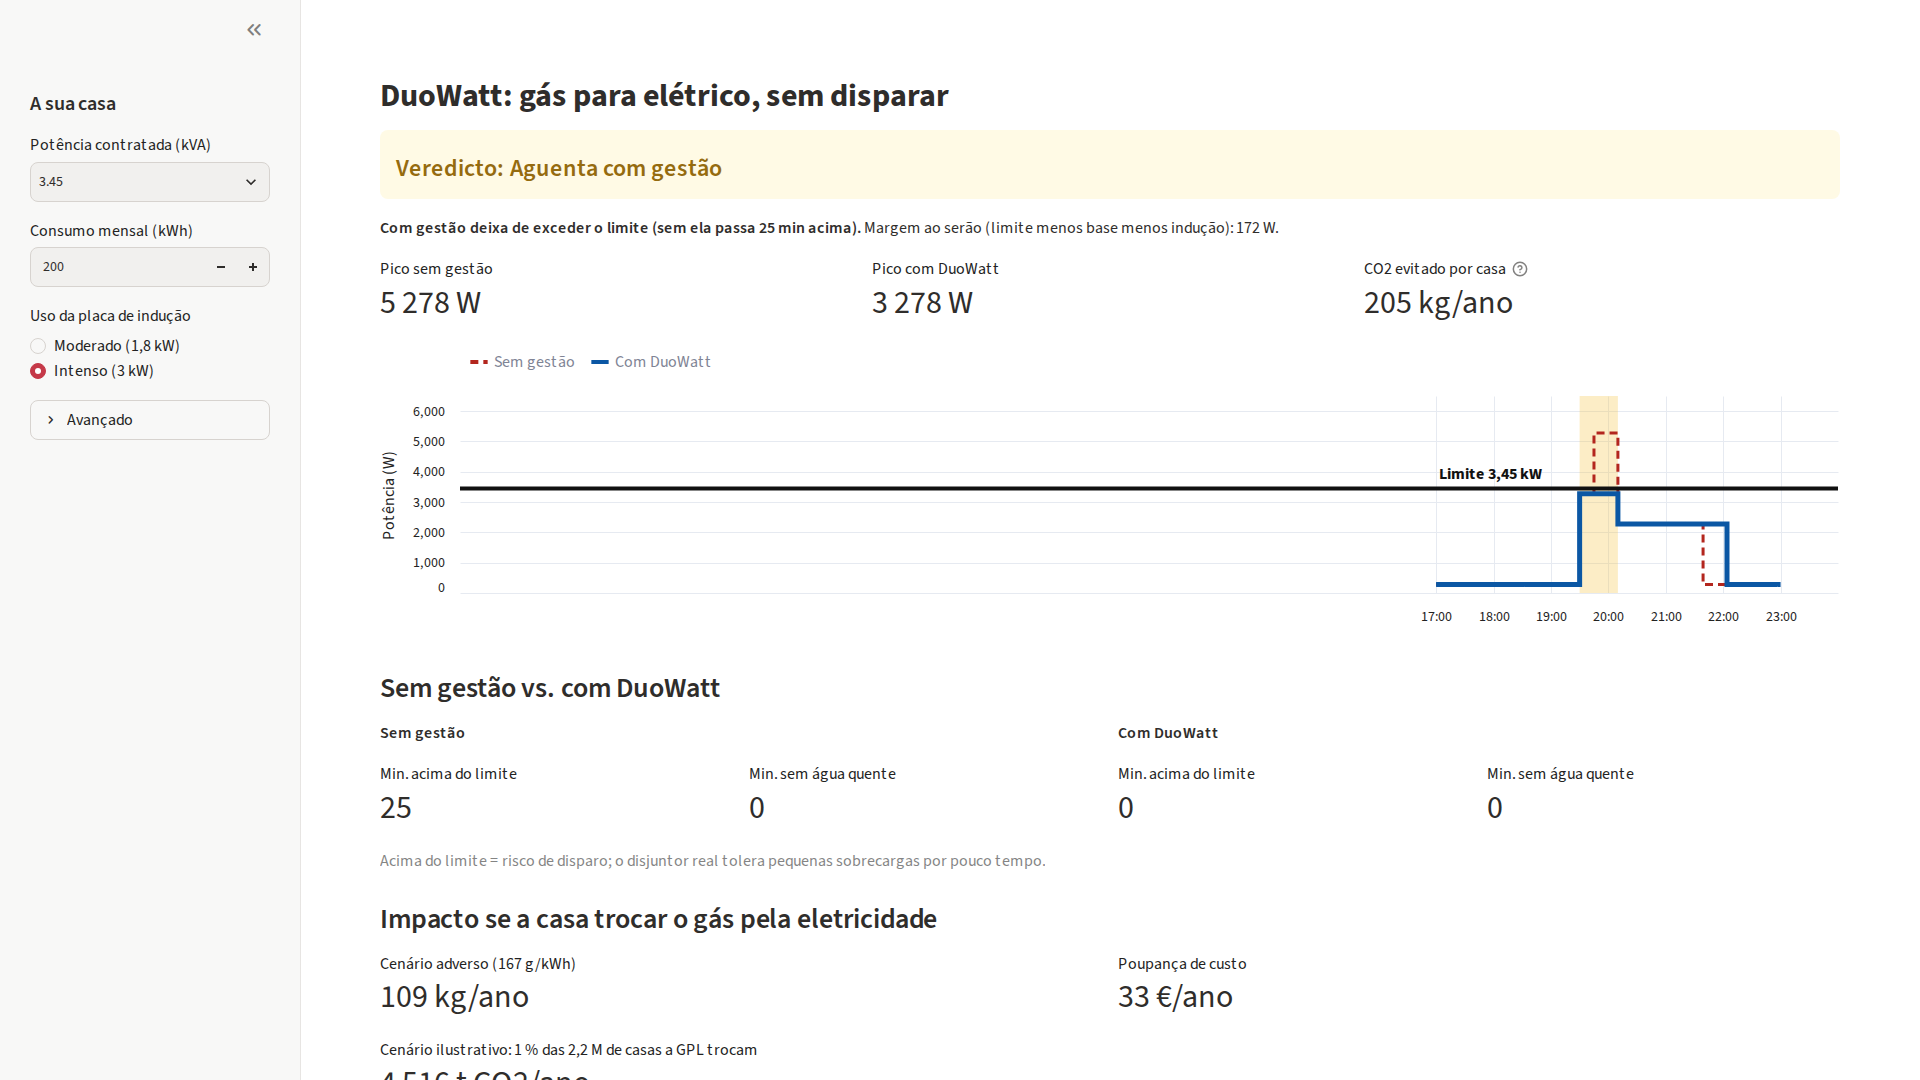 A sua casa
Potência contratada (kVA)
3.45
Consumo mensal (kWh)
200
Uso da placa de indução
Moderado (1,8 kW)
Intenso (3 kW)
Avançado
DuoWatt: gás para elétrico, sem disparar
Veredicto: Aguenta com gestão
Com gestão deixa de exceder o limite (sem ela passa 25 min acima). Margem ao serão (limite menos base menos indução): 172 W.
Pico sem gestão
5 278 W
Pico com DuoWatt
3 278 W
CO2 evitado por casa
205 kg/ano
Sem gestão
Com DuoWatt
Potência (W)
6,000
5,000
4,000
3,000
2,000
1,000
0
Limite 3,45 kW
17:00 18:00 19:00 20:00 21:00 22:00 23:00
Sem gestão vs. com DuoWatt
Sem gestão
Min. acima do limite
25
Min. sem água quente
0
Com DuoWatt
Min. acima do limite
0
Min. sem água quente
0
Acima do limite = risco de disparo; o disjuntor real tolera pequenas sobrecargas por pouco tempo.
Impacto se a casa trocar o gás pela eletricidade
Cenário adverso (167 g/kWh)
109 kg/ano
Poupança de custo
33 €/ano
Cenário ilustrativo: 1 % das 2,2 M de casas a GPL trocam
4 516 t CO2/ano